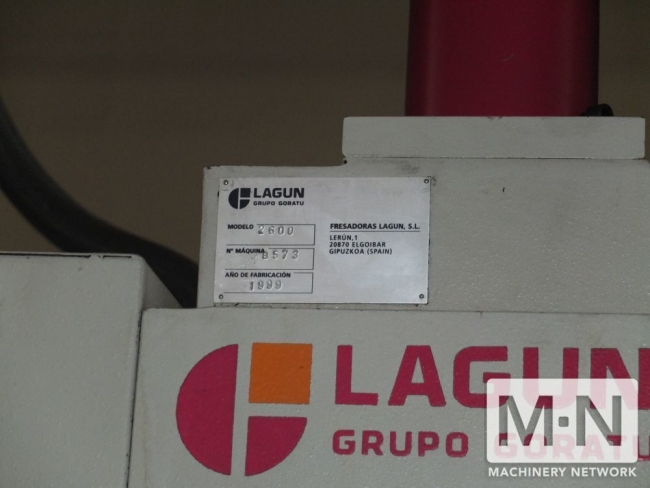 LAGUN
GRUPO GORATU
MODELO 2600
FRESADORAS LAGUN, S.L.
LERÚN,1
20870 ELGOIBAR
GIPUZKOA (SPAIN)
Nº MÁQUINA
AÑO DE FABRICACIÓN
1999
LAGUN
GRUPO GORATU
M·N
MACHINERY NETWORK